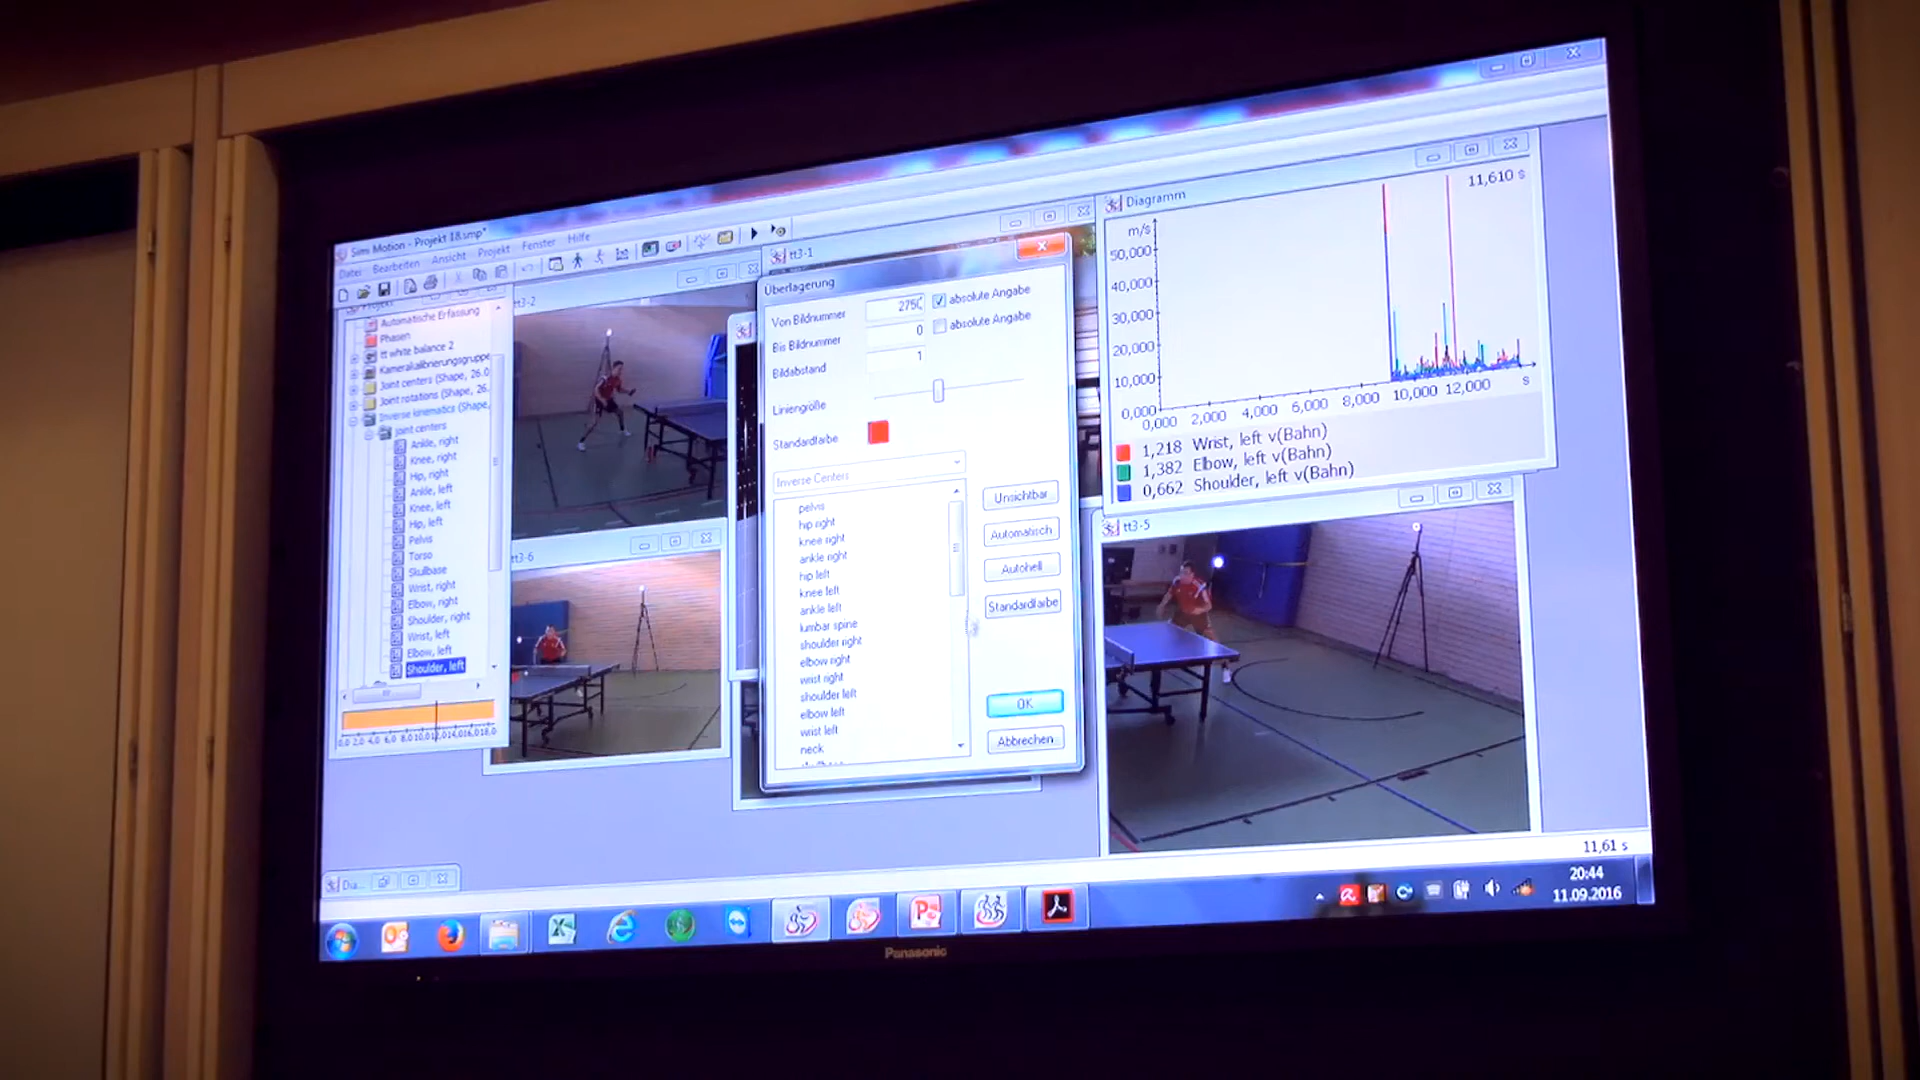 Simi Motion - Projekt 18.smp*
Datei Bearbeiten Ansicht Projekt Fenster Hilfe
Automatische Erfassung
Phasen
tt white balance 2
Kamerakalibrierungsgruppe
Joint centers (Shape, 26.0
Joint rotations (Shape, 26.
Inverse kinematics (Shape,
joint centers
Ankle, right
Knee, right
Hip, right
Ankle, left
Knee, left
Hip, left
Pelvis
Torso
Skullbase
Wrist, right
Elbow, right
Shoulder, right
Wrist, left
Elbow, left
Shoulder, left
tt3-2
tt3-6
tt3-1
Überlagerung
Von Bildnummer 2750 absolute Angabe
Bis Bildnummer 0 absolute Angabe
Bildabstand 1
Liniengröße
Standardfarbe
Inverse Centers
pelvis
hip right
knee right
ankle right
hip left
knee left
ankle left
lumbar spine
shoulder right
elbow right
wrist right
shoulder left
elbow left
wrist left
neck
Unsichtbar
Automatisch
Autohell
Standardfarbe
OK
Abbrechen
Diagramm
11,610 s
m/s
50,000
40,000
30,000
20,000
10,000
0,000
0,000 2,000 4,000 6,000 8,000 10,000 12,000 s
1,218 Wrist, left v(Bahn)
1,382 Elbow, left v(Bahn)
0,662 Shoulder, left v(Bahn)
tt3-5
Dia...
11,61 s
20:44
11.09.2016
Panasonic